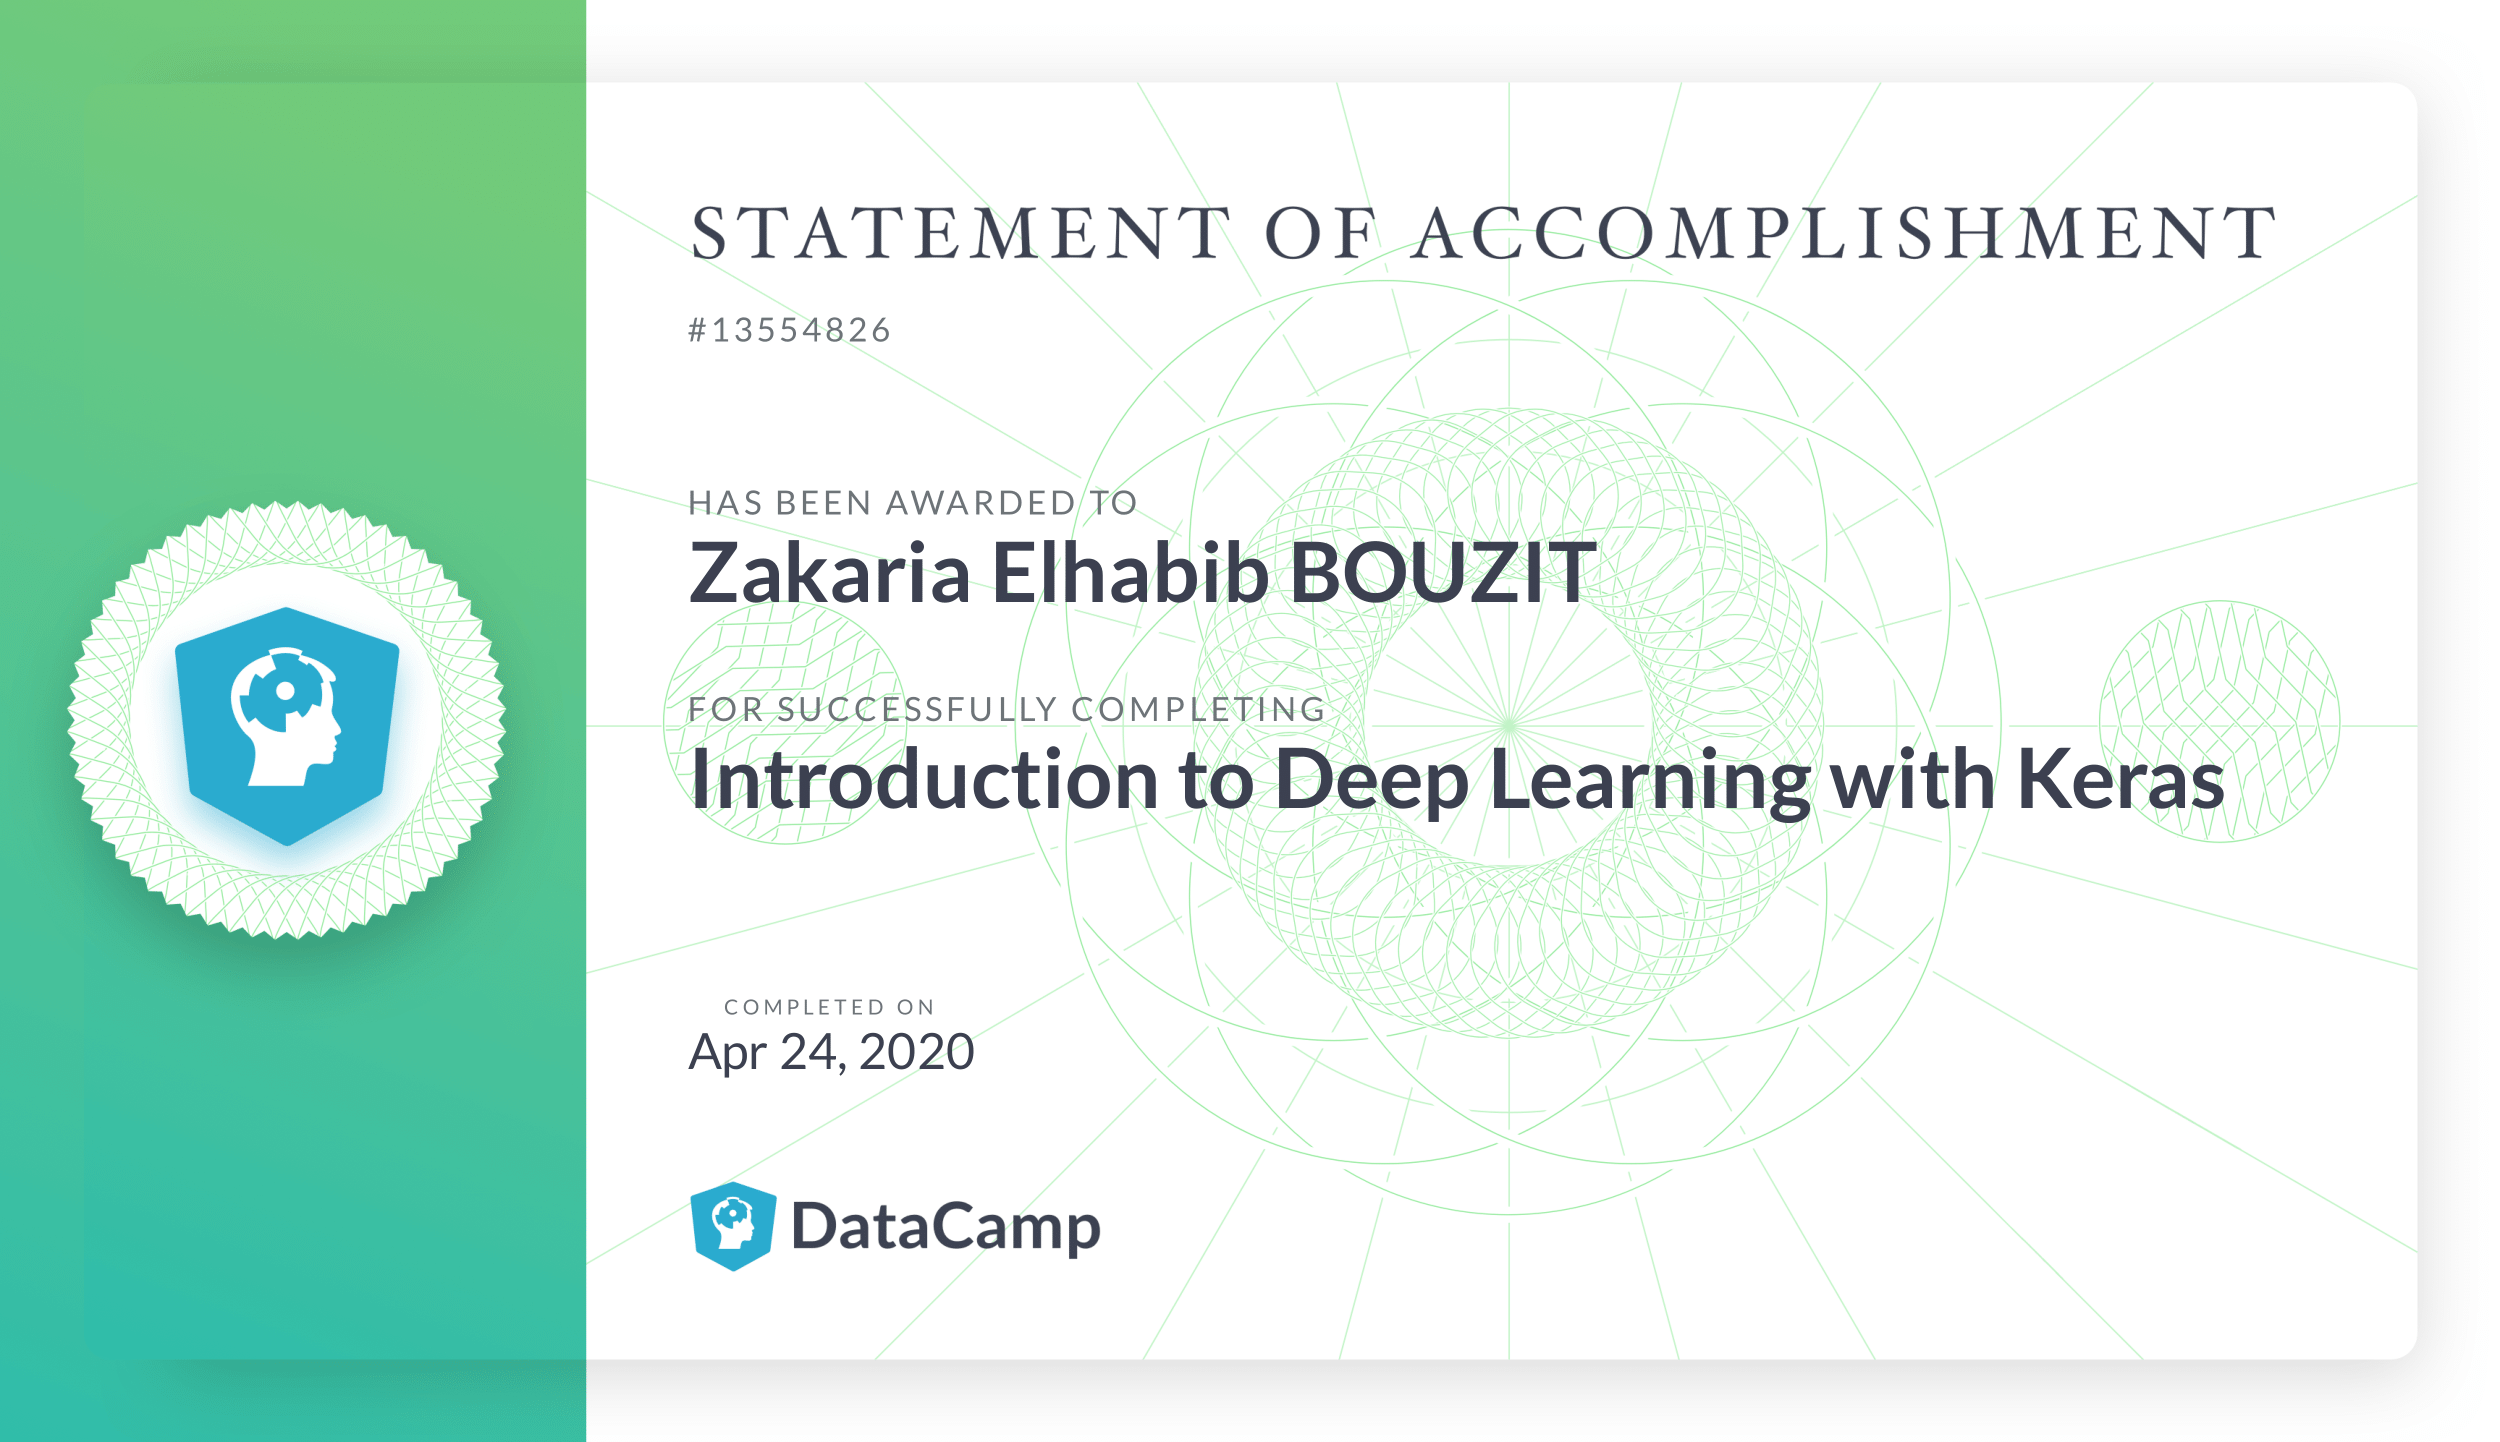 STATEMENT OF ACCOMPLISHMENT
#13554826
HAS BEEN AWARDED TO
Zakaria Elhabib BOUZIT
FOR SUCCESSFULLY COMPLETING
Introduction to Deep Learning with Keras
COMPLETED ON
Apr 24, 2020
DataCamp